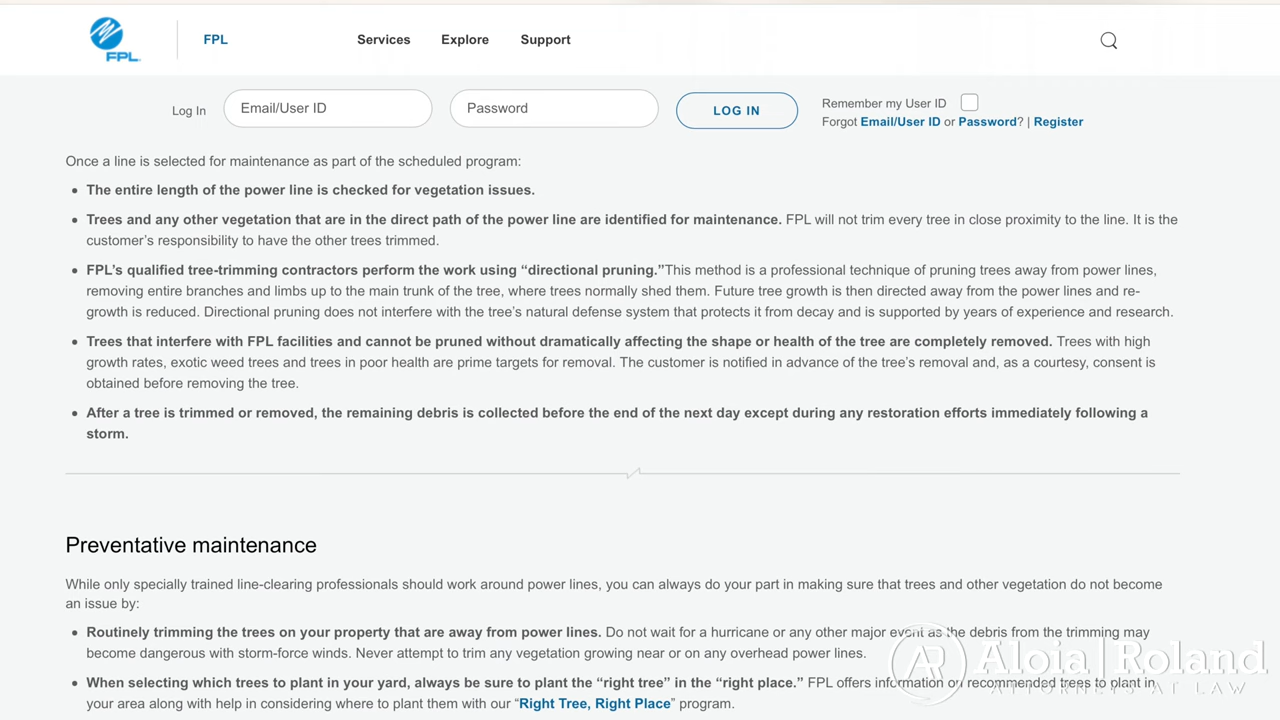 FPL
FPL
Services
Explore
Support
Log In
Email/User ID
Password
LOG IN
Remember my User ID
Forgot Email/User ID or Password? | Register
Once a line is selected for maintenance as part of the scheduled program:
• The entire length of the power line is checked for vegetation issues.
• Trees and any other vegetation that are in the direct path of the power line are identified for maintenance. FPL will not trim every tree in close proximity to the line. It is the
customer’s responsibility to have the other trees trimmed.
• FPL’s qualified tree-trimming contractors perform the work using “directional pruning.”This method is a professional technique of pruning trees away from power lines,
removing entire branches and limbs up to the main trunk of the tree, where trees normally shed them. Future tree growth is then directed away from the power lines and re-
growth is reduced. Directional pruning does not interfere with the tree’s natural defense system that protects it from decay and is supported by years of experience and research.
• Trees that interfere with FPL facilities and cannot be pruned without dramatically affecting the shape or health of the tree are completely removed. Trees with high
growth rates, exotic weed trees and trees in poor health are prime targets for removal. The customer is notified in advance of the tree’s removal and, as a courtesy, consent is
obtained before removing the tree.
• After a tree is trimmed or removed, the remaining debris is collected before the end of the next day except during any restoration efforts immediately following a
storm.
Preventative maintenance
While only specially trained line-clearing professionals should work around power lines, you can always do your part in making sure that trees and other vegetation do not become
an issue by:
• Routinely trimming the trees on your property that are away from power lines. Do not wait for a hurricane or any other major event as the debris from the trimming may
become dangerous with storm-force winds. Never attempt to trim any vegetation growing near or on any overhead power lines.
• When selecting which trees to plant in your yard, always be sure to plant the “right tree” in the “right place.” FPL offers information on recommended trees to plant in
your area along with help in considering where to plant them with our “Right Tree, Right Place” program.
AR
Aloia | Roland
ATTORNEYS AT LAW